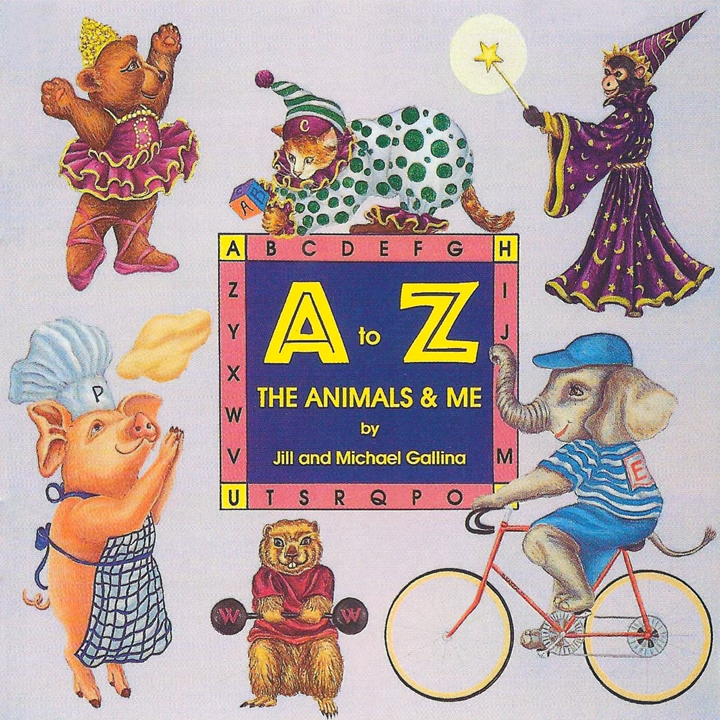 B
C
M
A B
A B C D E F G H
Z
I
Y
J
X
W
V
M
U T S R Q P O
A to Z
THE ANIMALS & ME
by
Jill and Michael Gallina
P
E
W W